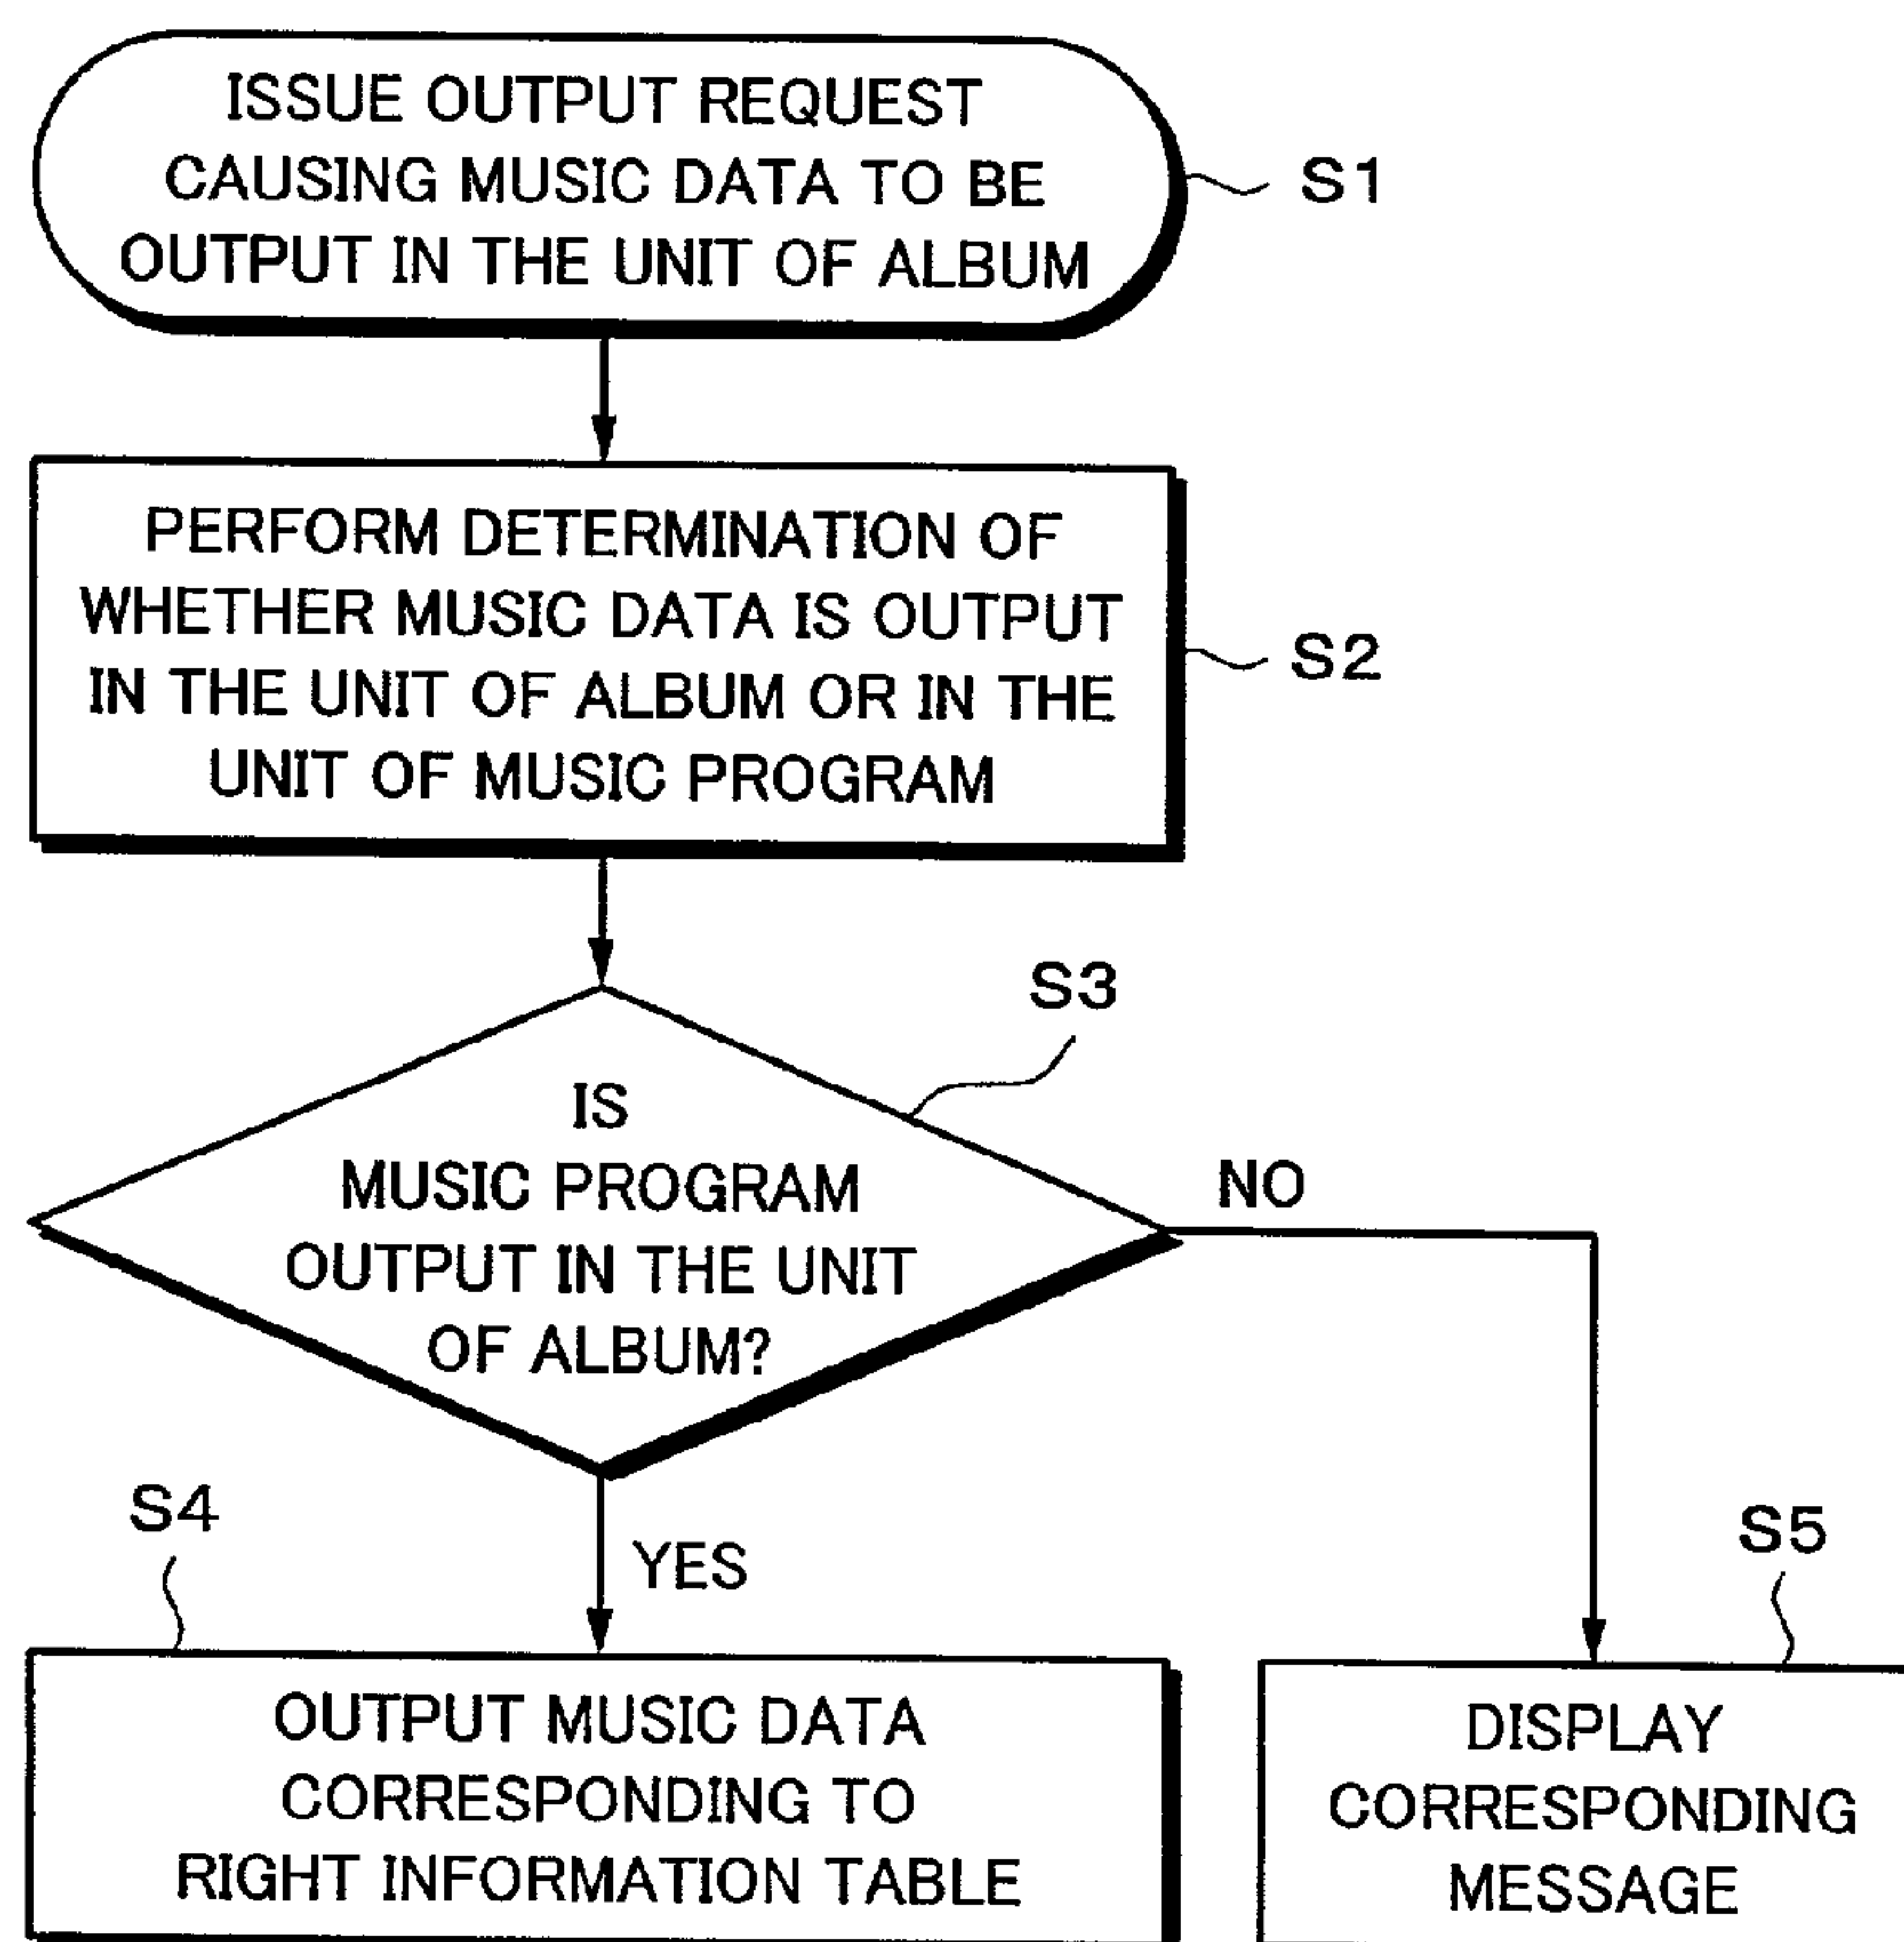 ISSUE OUTPUT REQUEST
CAUSING MUSIC DATA TO BE
OUTPUT IN THE UNIT OF ALBUM
S1
PERFORM DETERMINATION OF
WHETHER MUSIC DATA IS OUTPUT
IN THE UNIT OF ALBUM OR IN THE
UNIT OF MUSIC PROGRAM
S2
S3
IS
MUSIC PROGRAM
OUTPUT IN THE UNIT
OF ALBUM?
NO
YES
S4
OUTPUT MUSIC DATA
CORRESPONDING TO
RIGHT INFORMATION TABLE
S5
DISPLAY
CORRESPONDING
MESSAGE